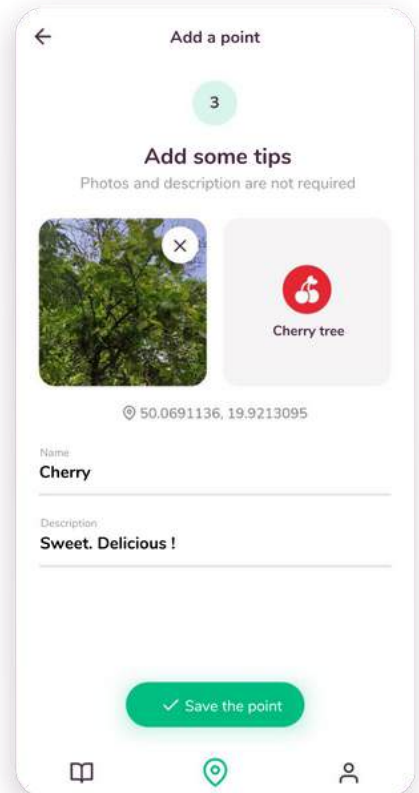 Add a point
3
Add some tips
Photos and description are not required
Cherry tree
50.0691136, 19.9213095
Name
Cherry
Description
Sweet. Delicious !
Save the point